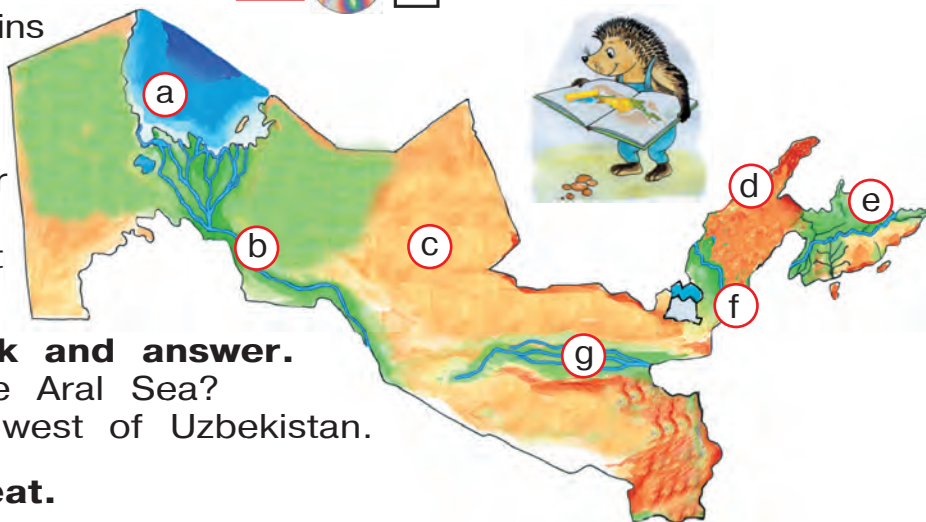 ins
r
t
k and answer.
e Aral Sea?
west of Uzbekistan.
eat.
a
b
c
d
e
f
g